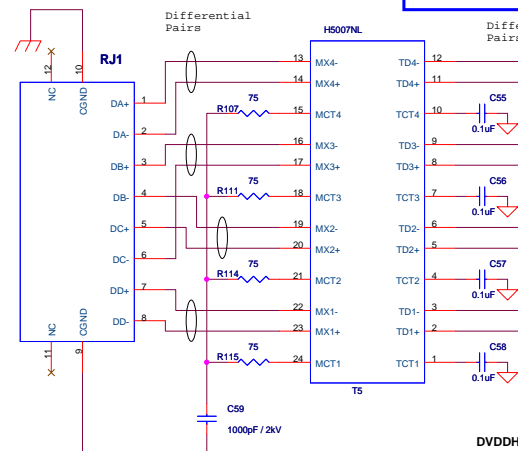 Differential
Pairs
H5007NL
Diffe
Pairs
RJ1
12
10
NC
CGND
DA+ 1
DA- 2
DB+ 3
DB- 4
DC+ 5
DC- 6
DD+ 7
DD- 8
NC
CGND
11
9
13 MX4-
14 MX4+
R107 75 15 MCT4
16 MX3-
17 MX3+
R111 75 18 MCT3
19 MX2-
20 MX2+
R114 75 21 MCT2
22 MX1-
23 MX1+
R115 75 24 MCT1
TD4- 12
TD4+ 11
TCT4 10
TD3- 9
TD3+ 8
TCT3 7
TD2- 6
TD2+ 5
TCT2 4
TD1- 3
TD1+ 2
TCT1 1
C55
0.1uF
C56
0.1uF
C57
0.1uF
C58
0.1uF
T5
C59
1000pF / 2kV
DVDDH